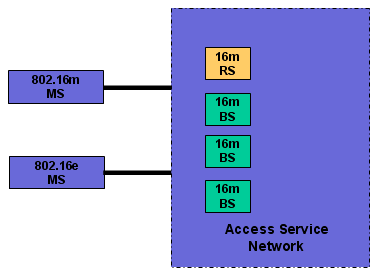 802.16m
MS
802.16e
MS
16m
RS
16m
BS
16m
BS
16m
BS
Access Service
Network